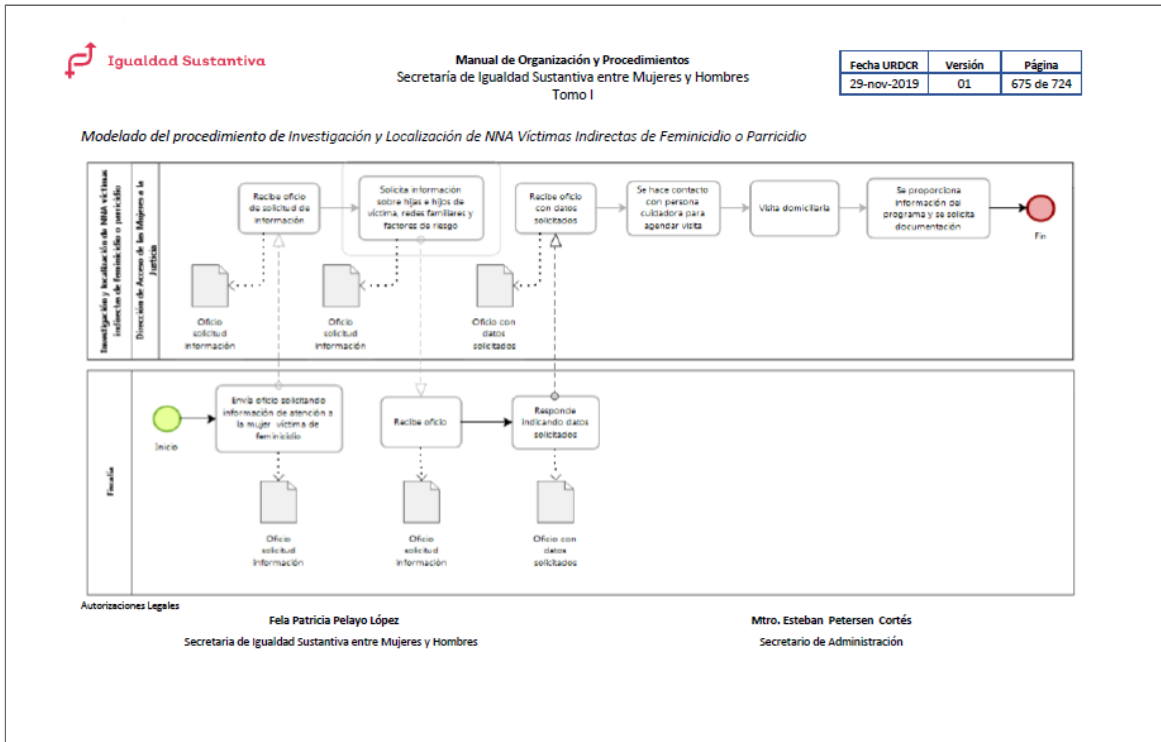 Igualdad Sustantiva
Manual de Organización y Procedimientos
Secretaría de Igualdad Sustantiva entre Mujeres y Hombres
Tomo I
Fecha URDCR Versión Página
29-nov-2019 01 675 de 724
Modelado del procedimiento de Investigación y Localización de NNA Víctimas Indirectas de Feminicidio o Parricidio
Investigación y localización de NNA víctimas
indirectas de feminicidio o parricidio
Dirección de Acceso de las Mujeres a la
Justicia
Recibe oficio
de solicitud de
información
Solicita información
sobre hijas e hijos de
víctima, redes familiares y
factores de riesgo
Recibe oficio
con datos
solicitados
Se hace contacto
con persona
cuidadora para
agendar visita
Visita domiciliaria
Se proporciona
información del
programa y se solicita
documentación
Fin
Oficio
solicitud
información
Oficio
solicitud
información
Oficio con
datos
solicitados
Fiscalía
Inicio
Envía oficio solicitando
información de atención a
la mujer víctima de
feminicidio
Recibe oficio
Responde
indicando datos
solicitados
Oficio
solicitud
información
Oficio
solicitud
información
Oficio con
datos
solicitados
Autorizaciones Legales
Fela Patricia Pelayo López
Secretaria de Igualdad Sustantiva entre Mujeres y Hombres
Mtro. Esteban Petersen Cortés
Secretario de Administración